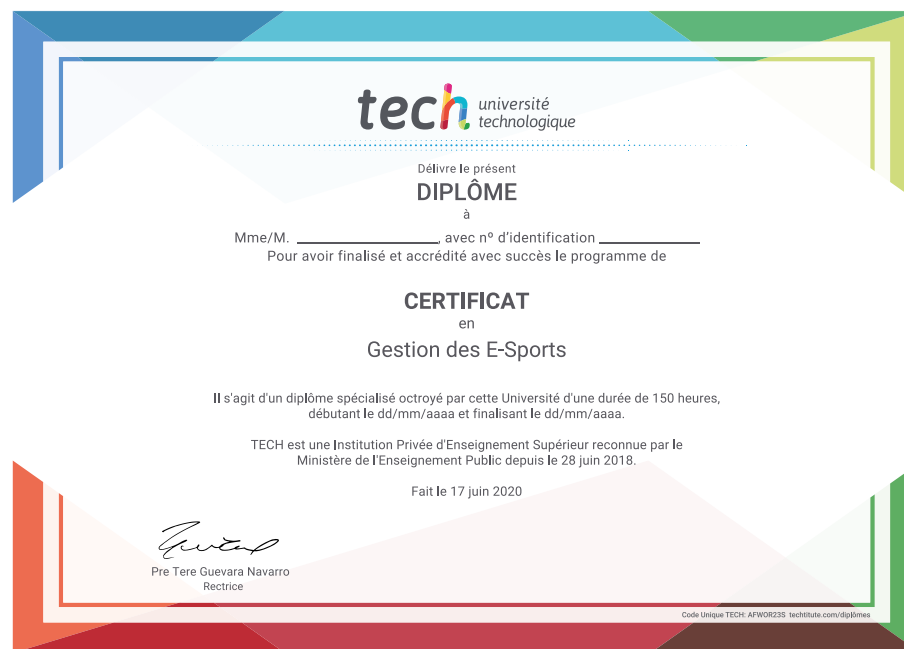 tech université
technologique
Délivre le présent
DIPLÔME
à
Mme/M. ____________________, avec nº d'identification ______________
Pour avoir finalisé et accrédité avec succès le programme de
CERTIFICAT
en
Gestion des E-Sports
Il s'agit d'un diplôme spécialisé octroyé par cette Université d'une durée de 150 heures,
débutant le dd/mm/aaaa et finalisant le dd/mm/aaaa.
TECH est une Institution Privée d'Enseignement Supérieur reconnue par le
Ministère de l'Enseignement Public depuis le 28 juin 2018.
Fait le 17 juin 2020
Pre Tere Guevara Navarro
Rectrice
Code Unique TECH: AFWOR23S techtitute.com/diplômes